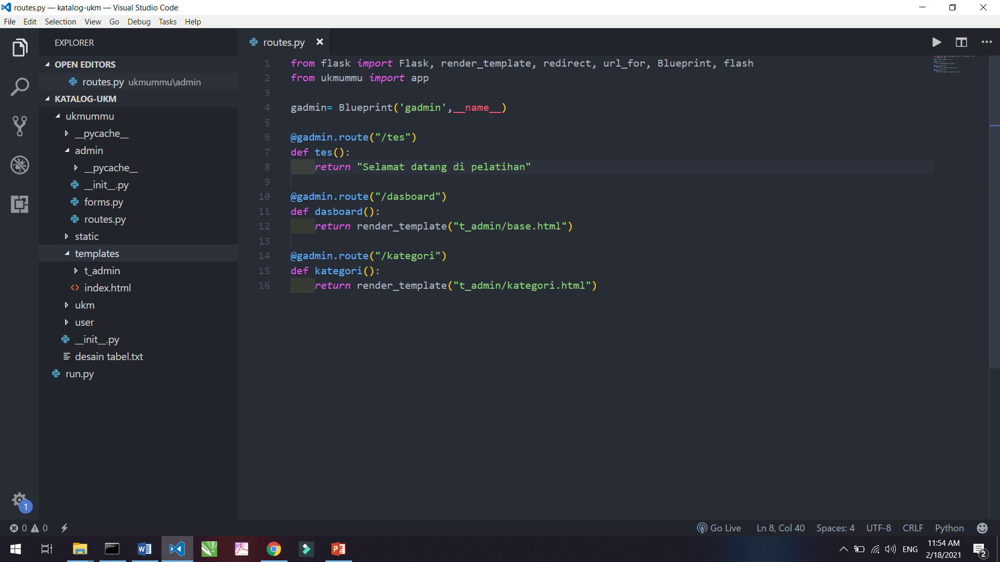 routes.py — katalog-ukm — Visual Studio Code
File Edit Selection View Go Debug Tasks Help
EXPLORER
OPEN EDITORS
routes.py ukmummu\admin
KATALOG-UKM
ukmummu
__pycache__
admin
__pycache__
__init__.py
forms.py
routes.py
static
templates
t_admin
index.html
ukm
user
__init__.py
desain tabel.txt
run.py
routes.py
1 from flask import Flask, render_template, redirect, url_for, Blueprint, flash
2 from ukmummu import app
3
4 gadmin= Blueprint('gadmin',__name__)
5
6 @gadmin.route("/tes")
7 def tes():
8 return "Selamat datang di pelatihan"
9
10 @gadmin.route("/dasboard")
11 def dasboard():
12 return render_template("t_admin/base.html")
13
14 @gadmin.route("/kategori")
15 def kategori():
16 return render_template("t_admin/kategori.html")
1
0 0 Go Live Ln 8, Col 40 Spaces: 4 UTF-8 CRLF Python
ENG
11:54 AM
2/18/2021
2